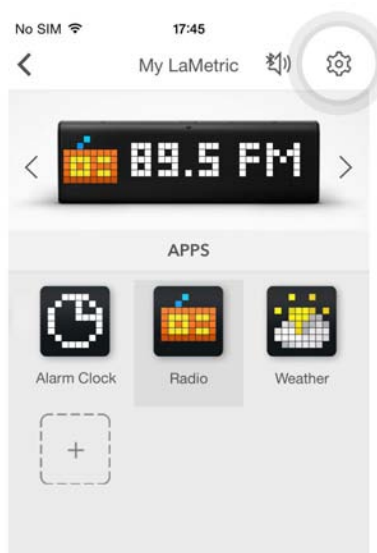 No SIM 17:45
My LaMetric
89.5 FM
APPS
Alarm Clock Radio Weather
+